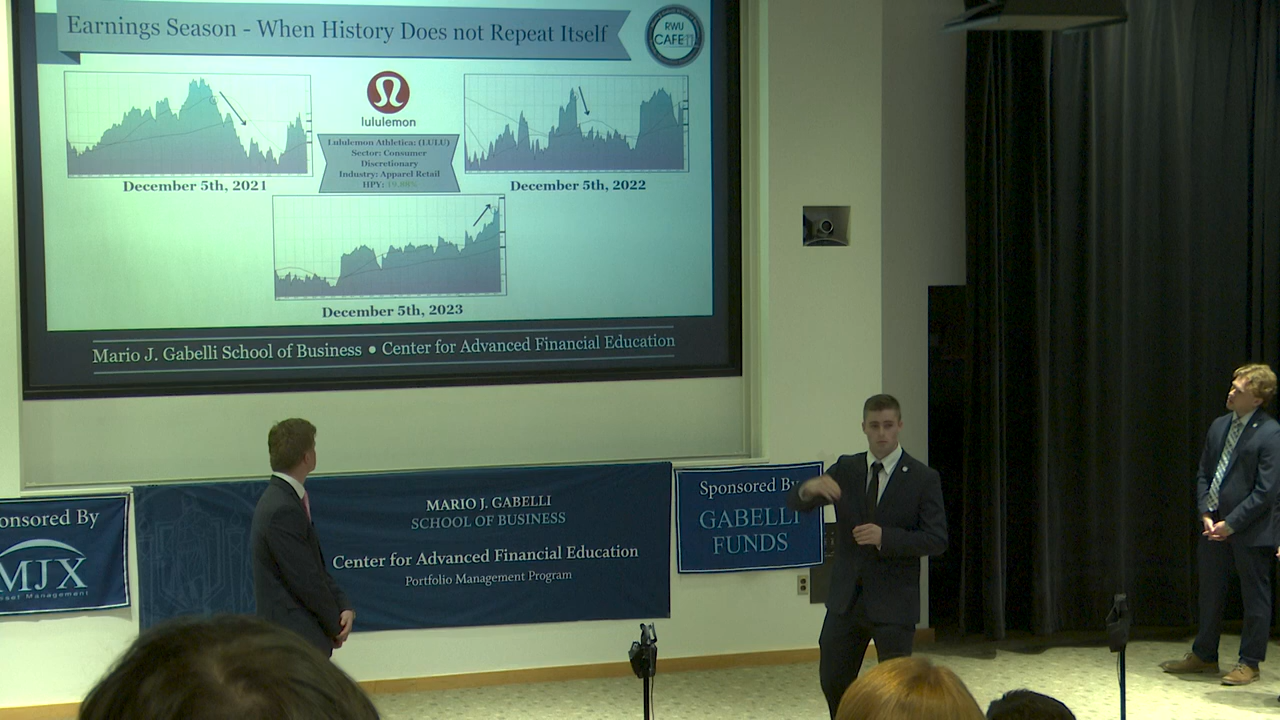 Earnings Season - When History Does not Repeat Itself
RWU
CAFE
lululemon
Lululemon Athletica: (LULU)
Sector: Consumer
Discretionary
Industry: Apparel Retail
HPY:
December 5th, 2021
December 5th, 2022
December 5th, 2023
Mario J. Gabelli School of Business • Center for Advanced Financial Education
onsored By
MJX
Asset Management
MARIO J. GABELLI
SCHOOL OF BUSINESS
Center for Advanced Financial Education
Portfolio Management Program
Sponsored By
GABELLI
FUNDS